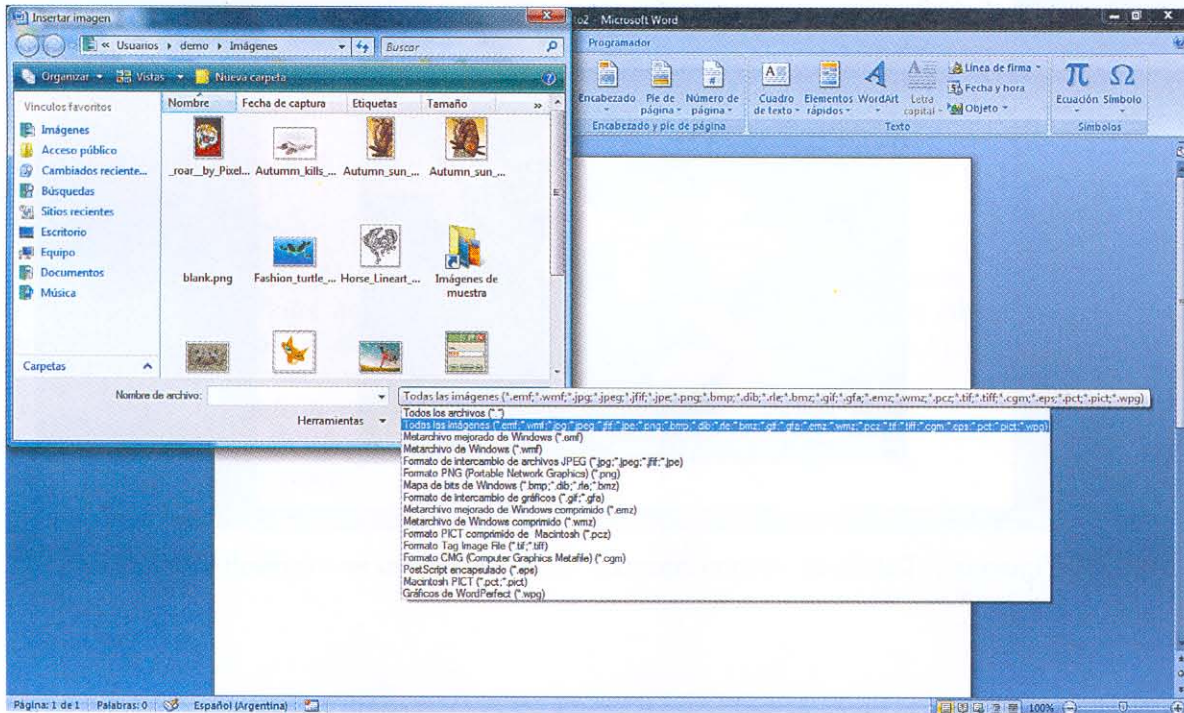 Insertar imagen
to2 - Microsoft Word
« Usuarios ▸ demo ▸ Imágenes
Buscar
Programador
Organizar
Vistas
Nueva carpeta
Encabezado
Pie de página
Número de página
Cuadro de texto
Elementos rápidos
WordArt
Letra capital
Línea de firma
Fecha y hora
Objeto
Ecuación
Símbolo
Encabezado y pie de página
Texto
Símbolos
Vínculos favoritos
Imágenes
Acceso público
Cambiados reciente...
Búsquedas
Sitios recientes
Escritorio
Equipo
Documentos
Música
Carpetas
Nombre
Fecha de captura
Etiquetas
Tamaño
»
_roar__by_Pixel...
Autumm_kills_...
Autumn_sun_...
Autumn_sun_...
blank.png
Fashion_turtle_...
Horse_Lineart_...
Imágenes de muestra
Nombre de archivo:
Todas las imágenes (*.emf;*.wmf;*.jpg;*.jpeg;*.jfif;*.jpe;*.png;*.bmp;*.dib;*.rle;*.bmz;*.gif;*.gfa;*.emz;*.wmz;*.pcz;*.tif;*.tiff;*.cgm;*.eps;*.pct;*.pict;*.wpg)
Herramientas
Todos los archivos (*.*)
Todas las imágenes (*.emf;*.wmf;*.jpg;*.jpeg;*.jfif;*.jpe;*.png;*.bmp;*.dib;*.rle;*.bmz;*.gif;*.gfa;*.emz;*.wmz;*.pcz;*.tif;*.tiff;*.cgm;*.eps;*.pct;*.pict;*.wpg)
Metarchivo mejorado de Windows (*.emf)
Metarchivo de Windows (*.wmf)
Formato de intercambio de archivos JPEG (*.jpg;*.jpeg;*.jfif;*.jpe)
Formato PNG (Portable Network Graphics) (*.png)
Mapa de bits de Windows (*.bmp;*.dib;*.rle;*.bmz)
Formato de intercambio de gráficos (*.gif;*.gfa)
Metarchivo mejorado de Windows comprimido (*.emz)
Metarchivo de Windows comprimido (*.wmz)
Formato PICT comprimido de Macintosh (*.pcz)
Formato Tag Image File (*.tif;*.tiff)
Formato CMG (Computer Graphics Metafile) (*.cgm)
PostScript encapsulado (*.eps)
Macintosh PICT (*.pct;*.pict)
Gráficos de WordPerfect (*.wpg)
Página: 1 de 1
Palabras: 0
Español (Argentina)
100%